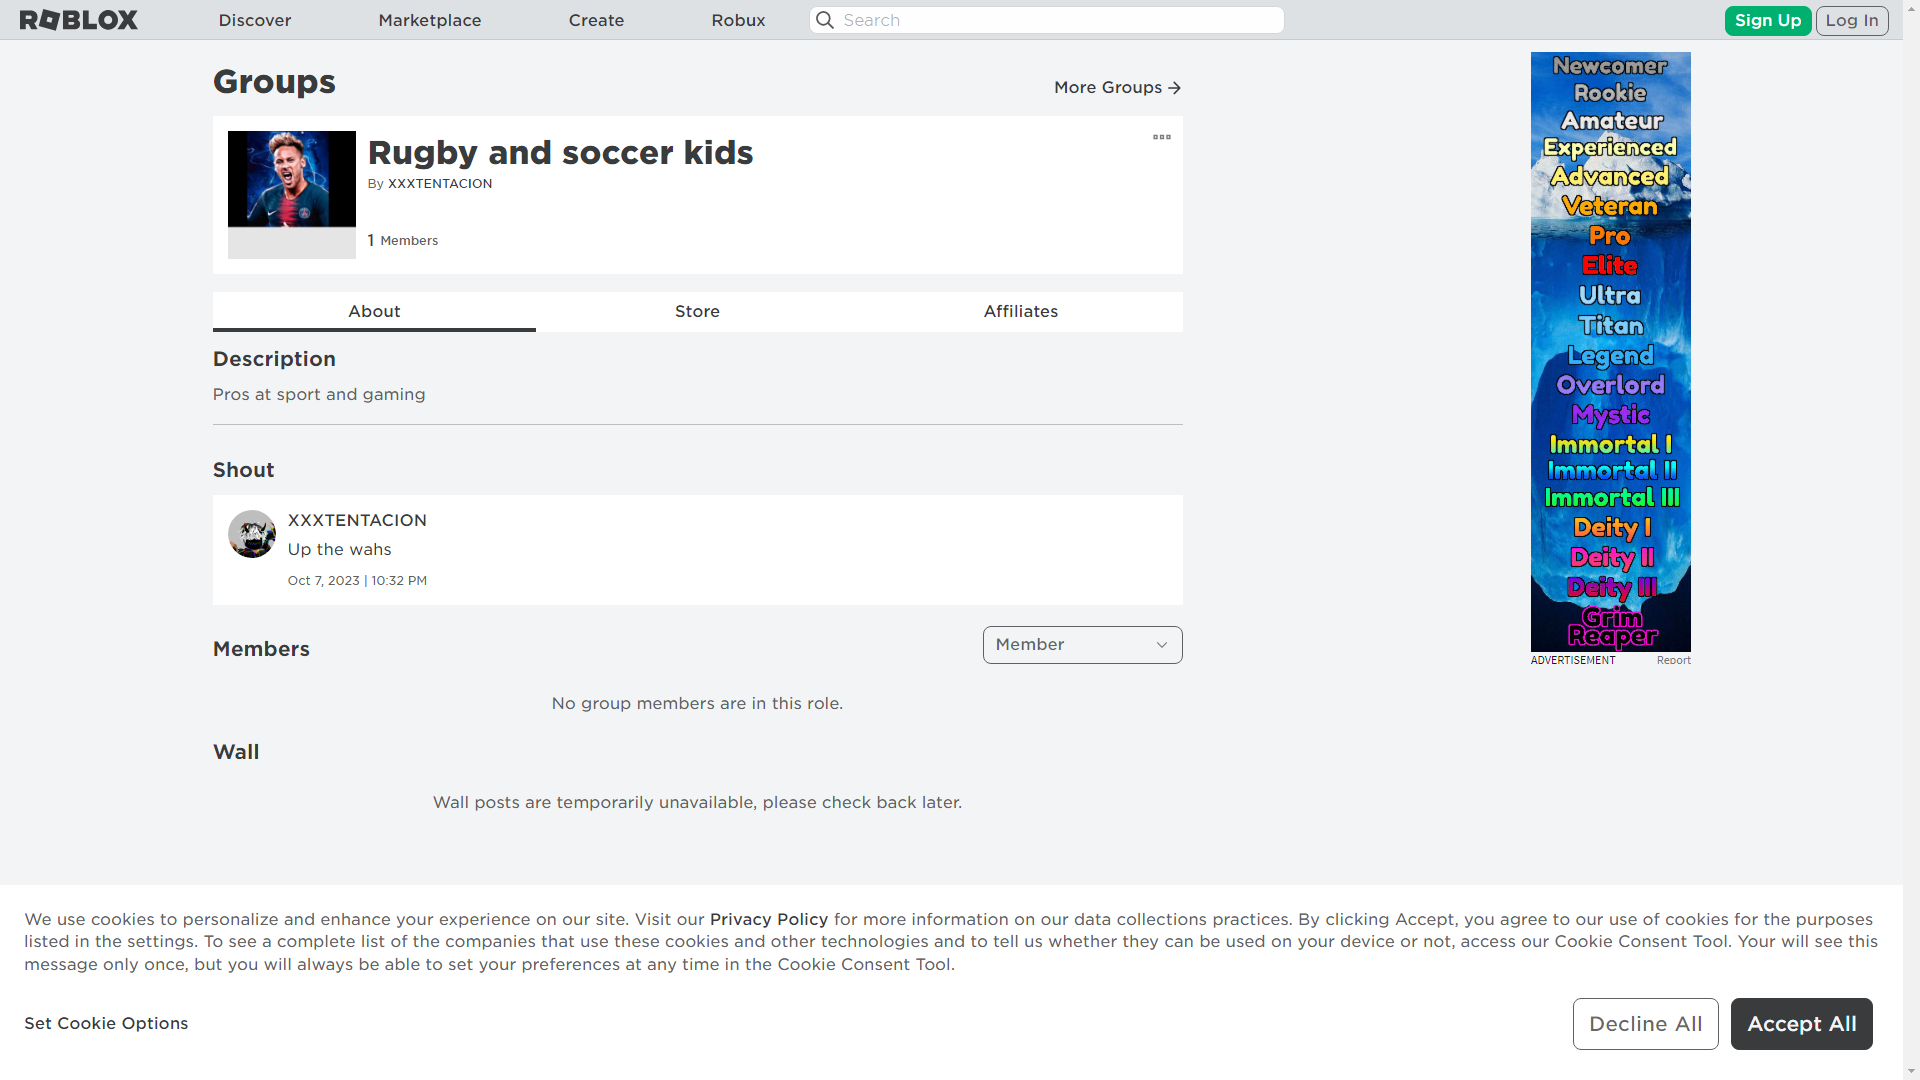 ROBLOX
Discover
Marketplace
Create
Robux
Search
Sign Up
Log In
Groups
More Groups
Rugby and soccer kids
By XXXTENTACION
1 Members
About
Store
Affiliates
Description
Pros at sport and gaming
Shout
XXXTENTACION
Up the wahs
Oct 7, 2023 | 10:32 PM
Members
Member
No group members are in this role.
Wall
Wall posts are temporarily unavailable, please check back later.
Newcomer
Rookie
Amateur
Experienced
Advanced
Veteran
Pro
Elite
Ultra
Titan
Legend
Overlord
Mystic
Immortal I
Immortal II
Immortal III
Deity I
Deity II
Deity III
Grim
Reaper
ADVERTISEMENT
Report
We use cookies to personalize and enhance your experience on our site. Visit our Privacy Policy for more information on our data collections practices. By clicking Accept, you agree to our use of cookies for the purposes
listed in the settings. To see a complete list of the companies that use these cookies and other technologies and to tell us whether they can be used on your device or not, access our Cookie Consent Tool. Your will see this
message only once, but you will always be able to set your preferences at any time in the Cookie Consent Tool.
Set Cookie Options
Decline All
Accept All